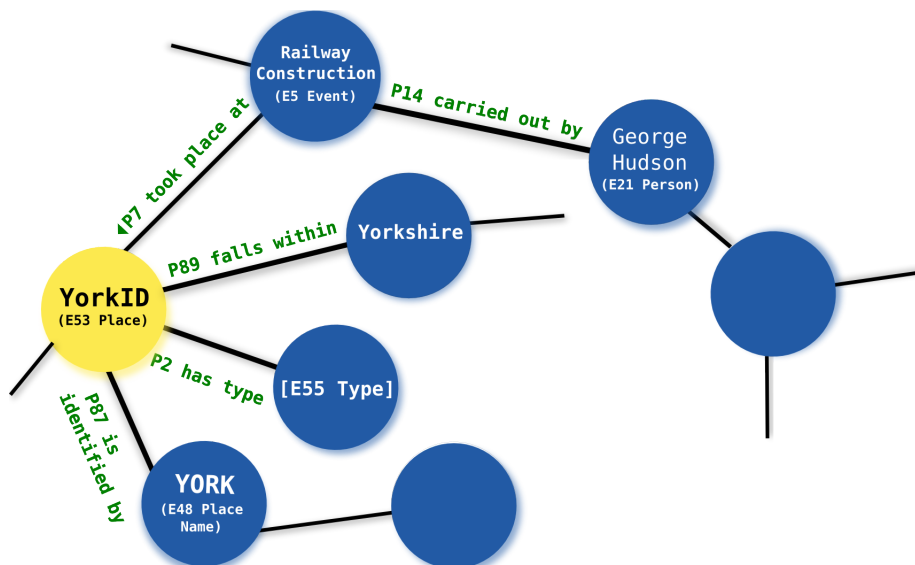 Railway
Construction
(E5 Event)
P14 carried out by
George
Hudson
(E21 Person)
◀P7 took place at
P89 falls within
Yorkshire
YorkID
(E53 Place)
P2 has type
[E55 Type]
P87 is
identified by
YORK
(E48 Place
Name)